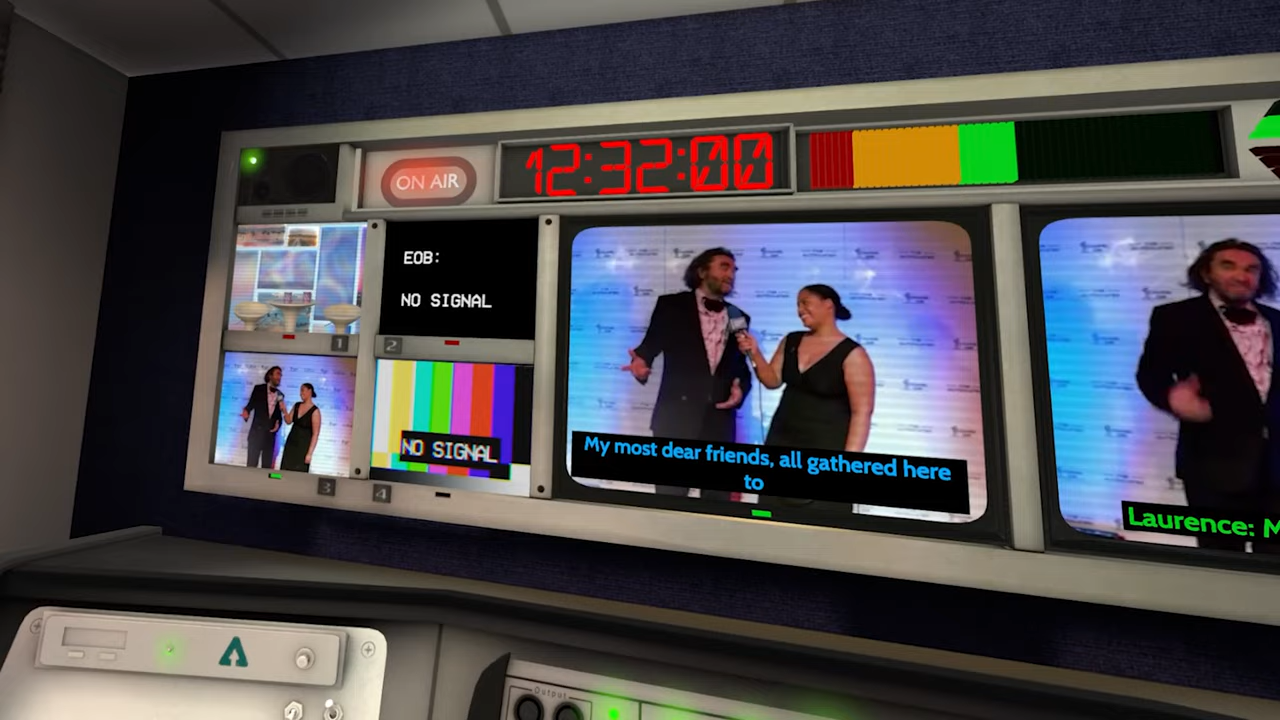 ON AIR
12:32:00
EOB:
NO SIGNAL
1
2
NO SIGNAL
3
4
My most dear friends, all gathered here
to
Laurence: M
Output